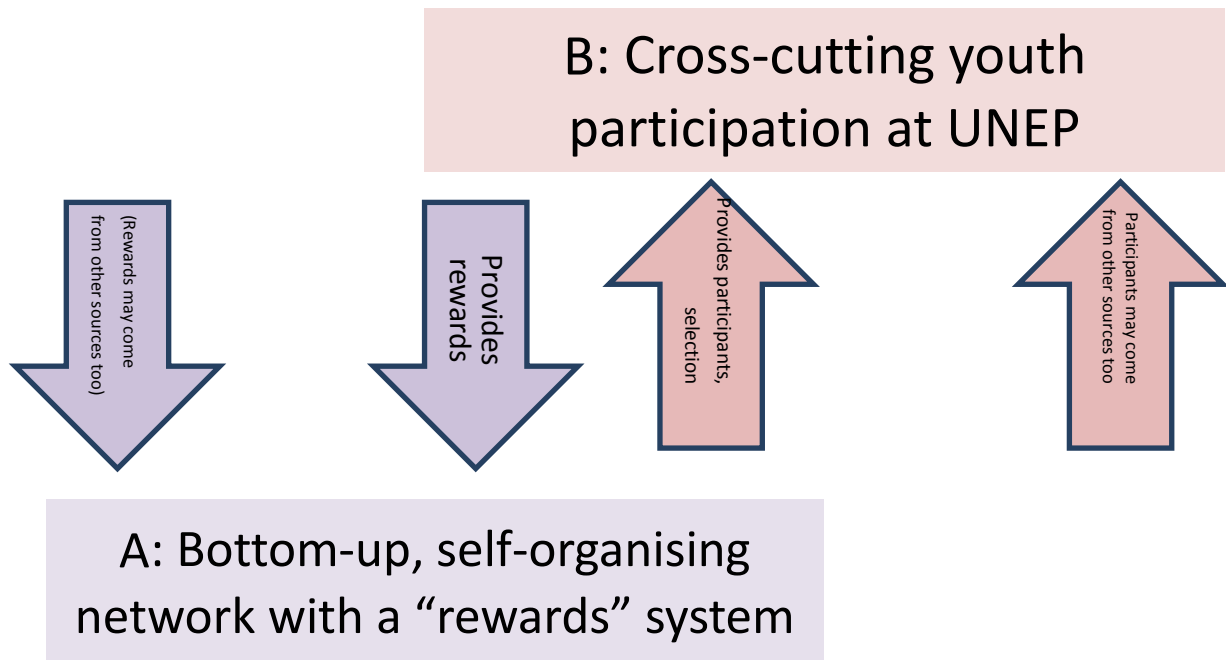 B: Cross-cutting youth
participation at UNEP
(Rewards may come
from other sources too)
Provides
rewards
Provides participants,
selection
Participants may come
from other sources too
A: Bottom-up, self-organising
network with a “rewards” system